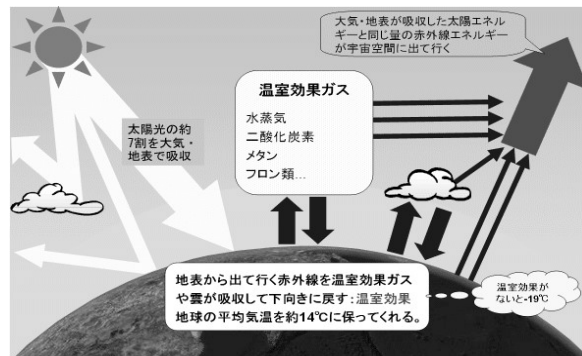 大気・地表が吸収した太陽エネル
ギーと同じ量の赤外線エネルギー
が宇宙空間に出て行く
温室効果ガス
水蒸気
二酸化炭素
メタン
フロン類…
太陽光の約
7割を大気・
地表で吸収
地表から出て行く赤外線を温室効果ガス
や雲が吸収して下向きに戻す:温室効果
地球の平均気温を約14℃に保ってくれる。
温室効果が
ないと-19℃